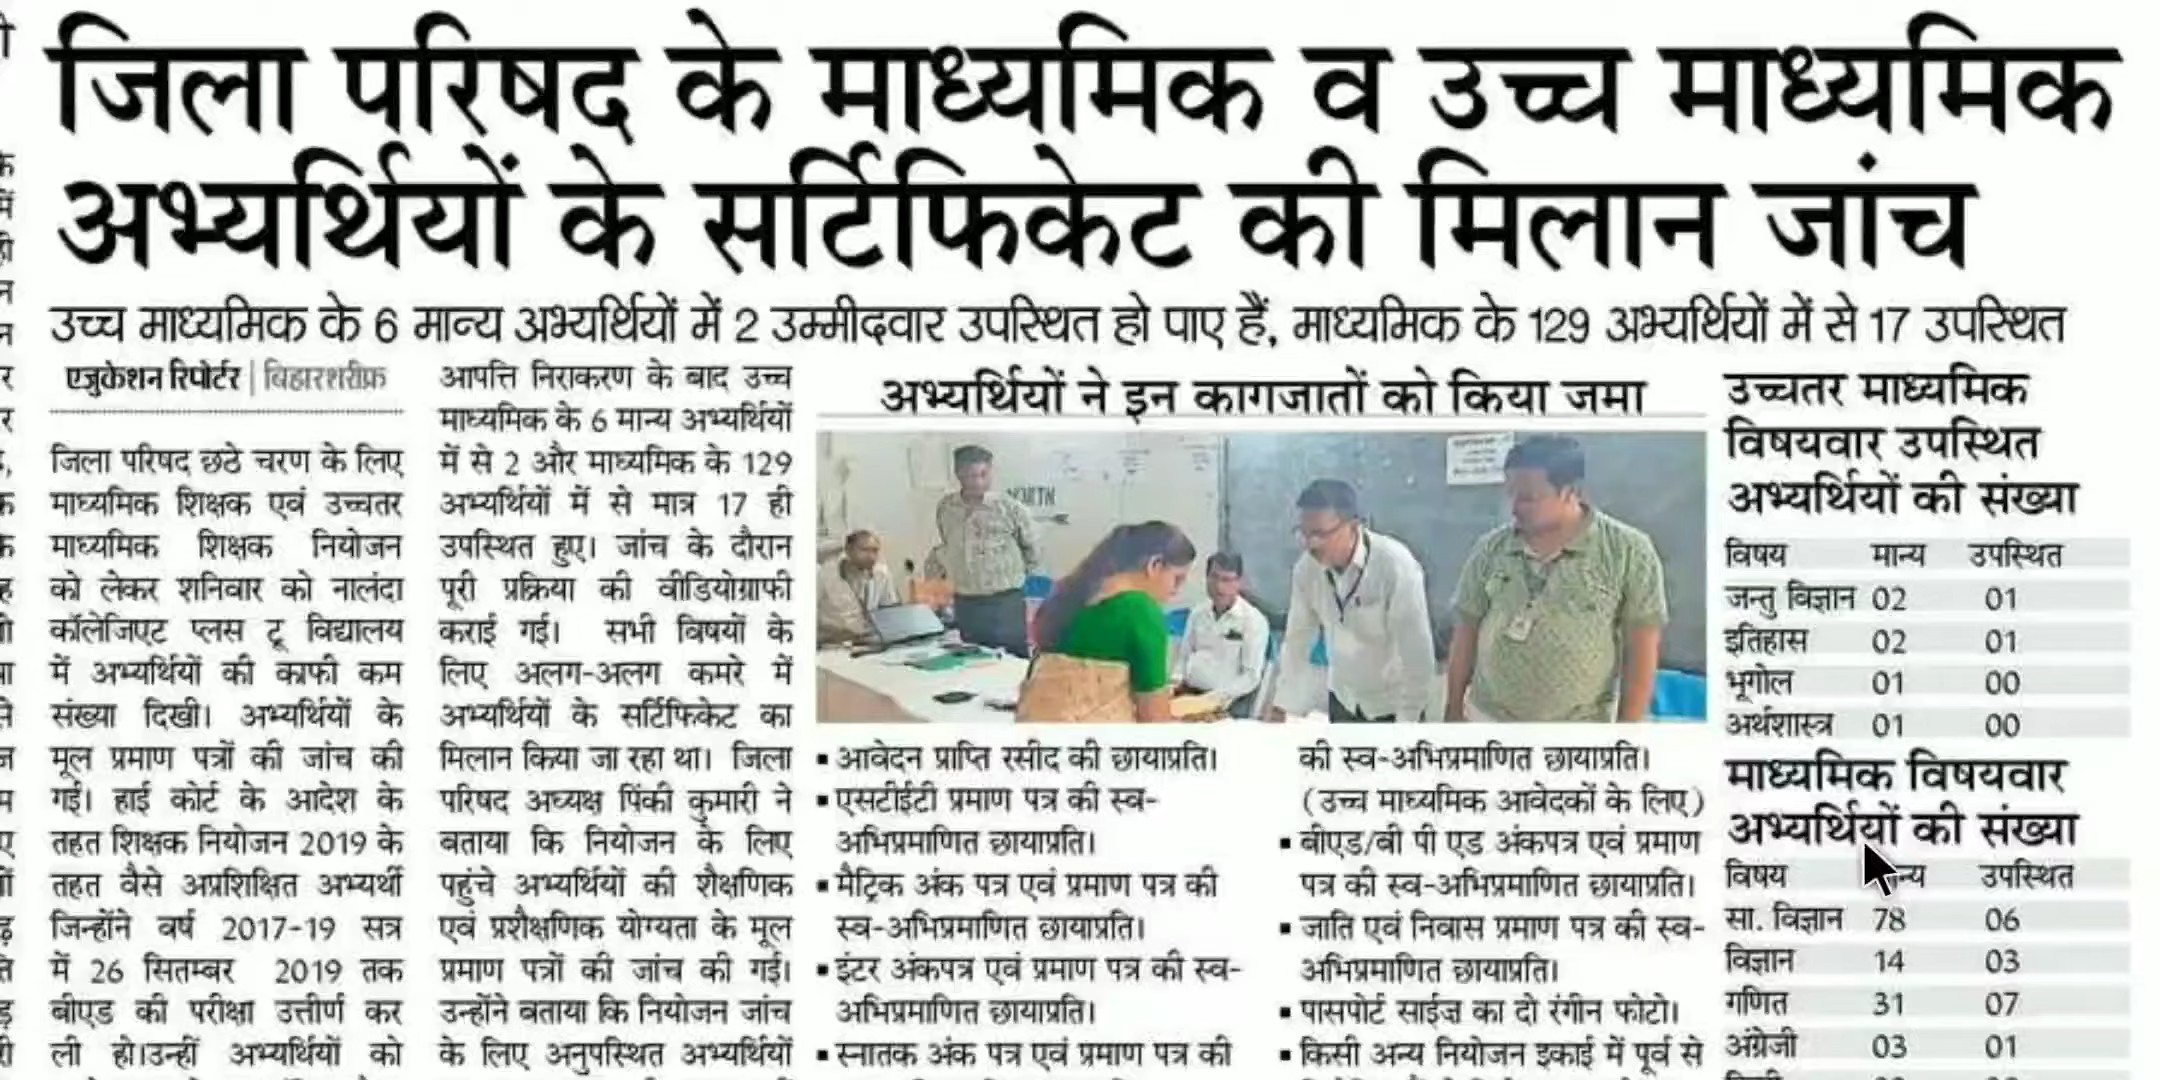 जिला परिषद के माध्यमिक व उच्च माध्यमिक
अभ्यर्थियों के सर्टिफिकेट की मिलान जांच
उच्च माध्यमिक के 6 मान्य अभ्यर्थियों में 2 उम्मीदवार उपस्थित हो पाए हैं, माध्यमिक के 129 अभ्यर्थियों में से 17 उपस्थित
एजुकेशन रिपोर्टर | बिहारशरीफ
जिला परिषद छठे चरण के लिए
माध्यमिक शिक्षक एवं उच्चतर
माध्यमिक शिक्षक नियोजन
को लेकर शनिवार को नालंदा
कॉलेजिएट प्लस टू विद्यालय
में अभ्यर्थियों की काफी कम
संख्या दिखी। अभ्यर्थियों के
मूल प्रमाण पत्रों की जांच की
गई। हाई कोर्ट के आदेश के
तहत शिक्षक नियोजन 2019 के
तहत वैसे अप्रशिक्षित अभ्यर्थी
जिन्होंने वर्ष 2017-19 सत्र
में 26 सितम्बर 2019 तक
बीएड की परीक्षा उत्तीर्ण कर
ली हो।उन्हीं अभ्यर्थियों को
आपत्ति निराकरण के बाद उच्च
माध्यमिक के 6 मान्य अभ्यर्थियों
में से 2 और माध्यमिक के 129
अभ्यर्थियों में से मात्र 17 ही
उपस्थित हुए। जांच के दौरान
पूरी प्रक्रिया की वीडियोग्राफी
कराई गई। सभी विषयों के
लिए अलग-अलग कमरे में
अभ्यर्थियों के सर्टिफिकेट का
मिलान किया जा रहा था। जिला
परिषद अध्यक्ष पिंकी कुमारी ने
बताया कि नियोजन के लिए
पहुंचे अभ्यर्थियों की शैक्षणिक
एवं प्रशैक्षणिक योग्यता के मूल
प्रमाण पत्रों की जांच की गई।
उन्होंने बताया कि नियोजन जांच
के लिए अनुपस्थित अभ्यर्थियों
अभ्यर्थियों ने इन कागजातों को किया जमा
NORTH
▪ आवेदन प्राप्ति रसीद की छायाप्रति।
▪ एसटीईटी प्रमाण पत्र की स्व-
अभिप्रमाणित छायाप्रति।
▪ मैट्रिक अंक पत्र एवं प्रमाण पत्र की
स्व-अभिप्रमाणित छायाप्रति।
▪ इंटर अंकपत्र एवं प्रमाण पत्र की स्व-
अभिप्रमाणित छायाप्रति।
▪ स्नातक अंक पत्र एवं प्रमाण पत्र की
की स्व-अभिप्रमाणित छायाप्रति।
(उच्च माध्यमिक आवेदकों के लिए)
▪ बीएड/बी पी एड अंकपत्र एवं प्रमाण
पत्र की स्व-अभिप्रमाणित छायाप्रति।
▪ जाति एवं निवास प्रमाण पत्र की स्व-
अभिप्रमाणित छायाप्रति।
▪ पासपोर्ट साईज का दो रंगीन फोटो।
▪ किसी अन्य नियोजन इकाई में पूर्व से
उच्चतर माध्यमिक
विषयवार उपस्थित
अभ्यर्थियों की संख्या
विषय मान्य उपस्थित
जन्तु विज्ञान 02 01
इतिहास 02 01
भूगोल 01 00
अर्थशास्त्र 01 00
माध्यमिक विषयवार
अभ्यर्थियों की संख्या
विषय उपस्थित
सा. विज्ञान 78 06
विज्ञान 14 03
गणित 31 07
अंग्रेजी 03 01